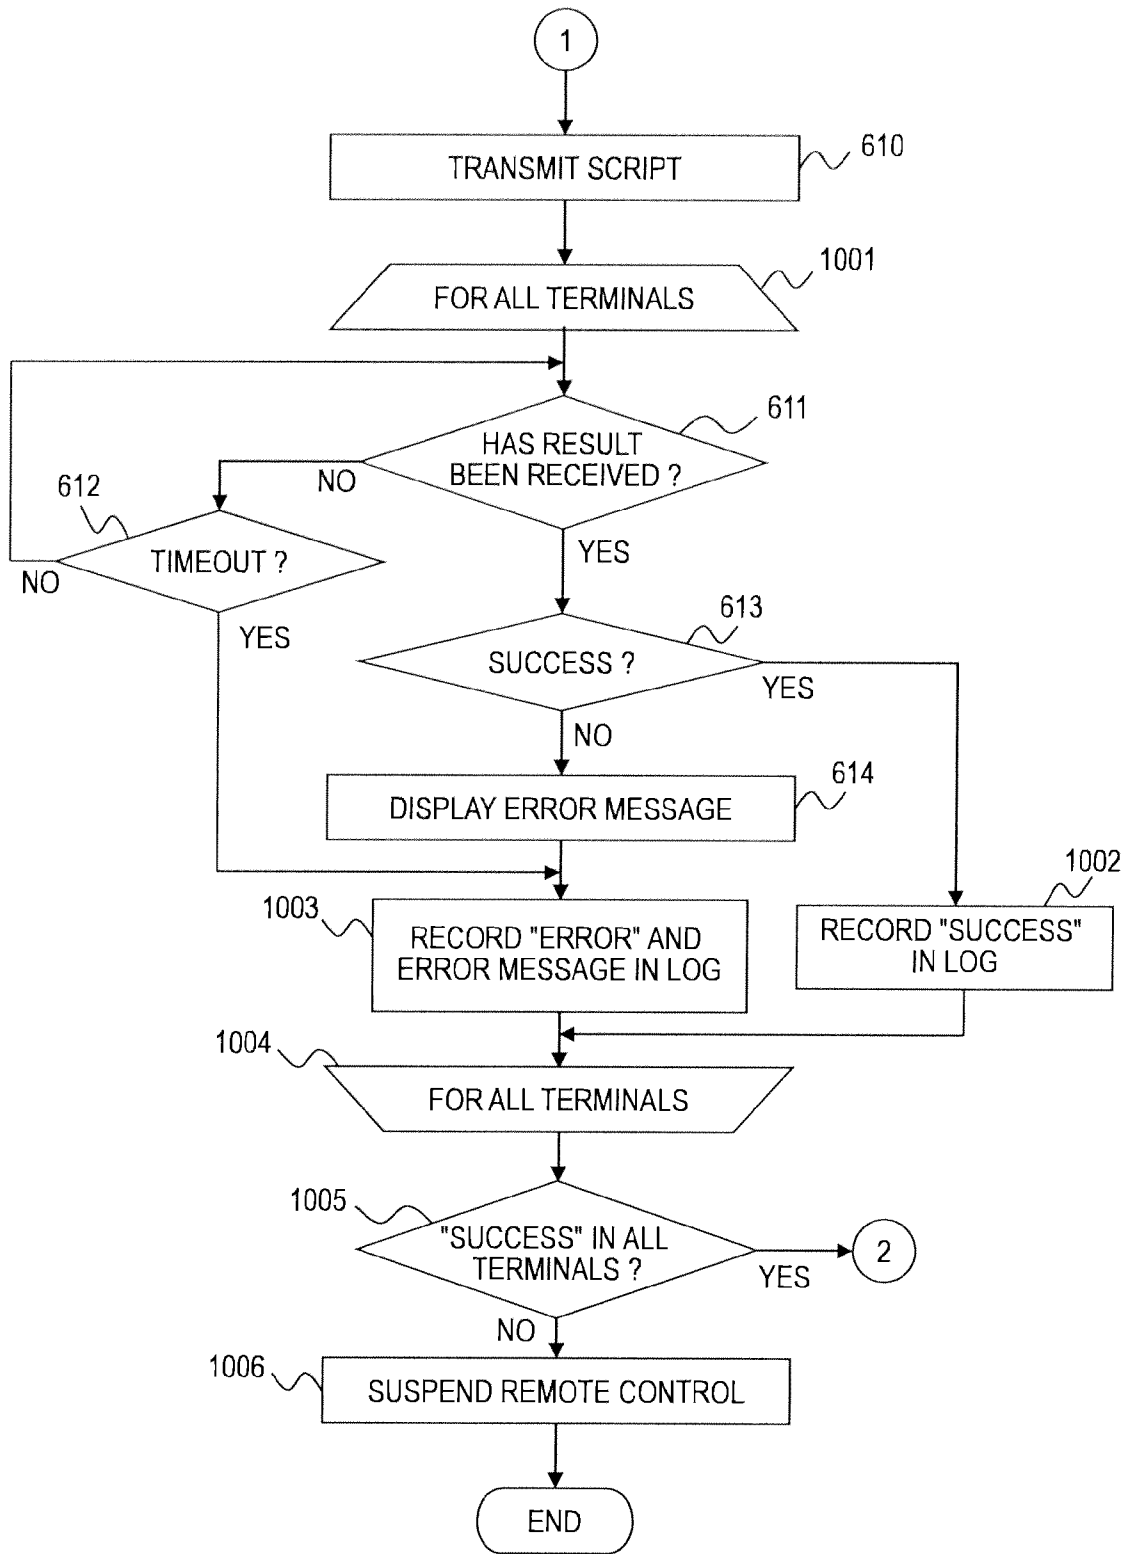 1
TRANSMIT SCRIPT
610
FOR ALL TERMINALS
1001
HAS RESULT
BEEN RECEIVED ?
611
NO
YES
612
TIMEOUT ?
NO
YES
613
SUCCESS ?
YES
NO
614
DISPLAY ERROR MESSAGE
1003
RECORD "ERROR" AND
ERROR MESSAGE IN LOG
1002
RECORD "SUCCESS"
IN LOG
1004
FOR ALL TERMINALS
1005
"SUCCESS" IN ALL
TERMINALS ?
YES
2
NO
1006
SUSPEND REMOTE CONTROL
END